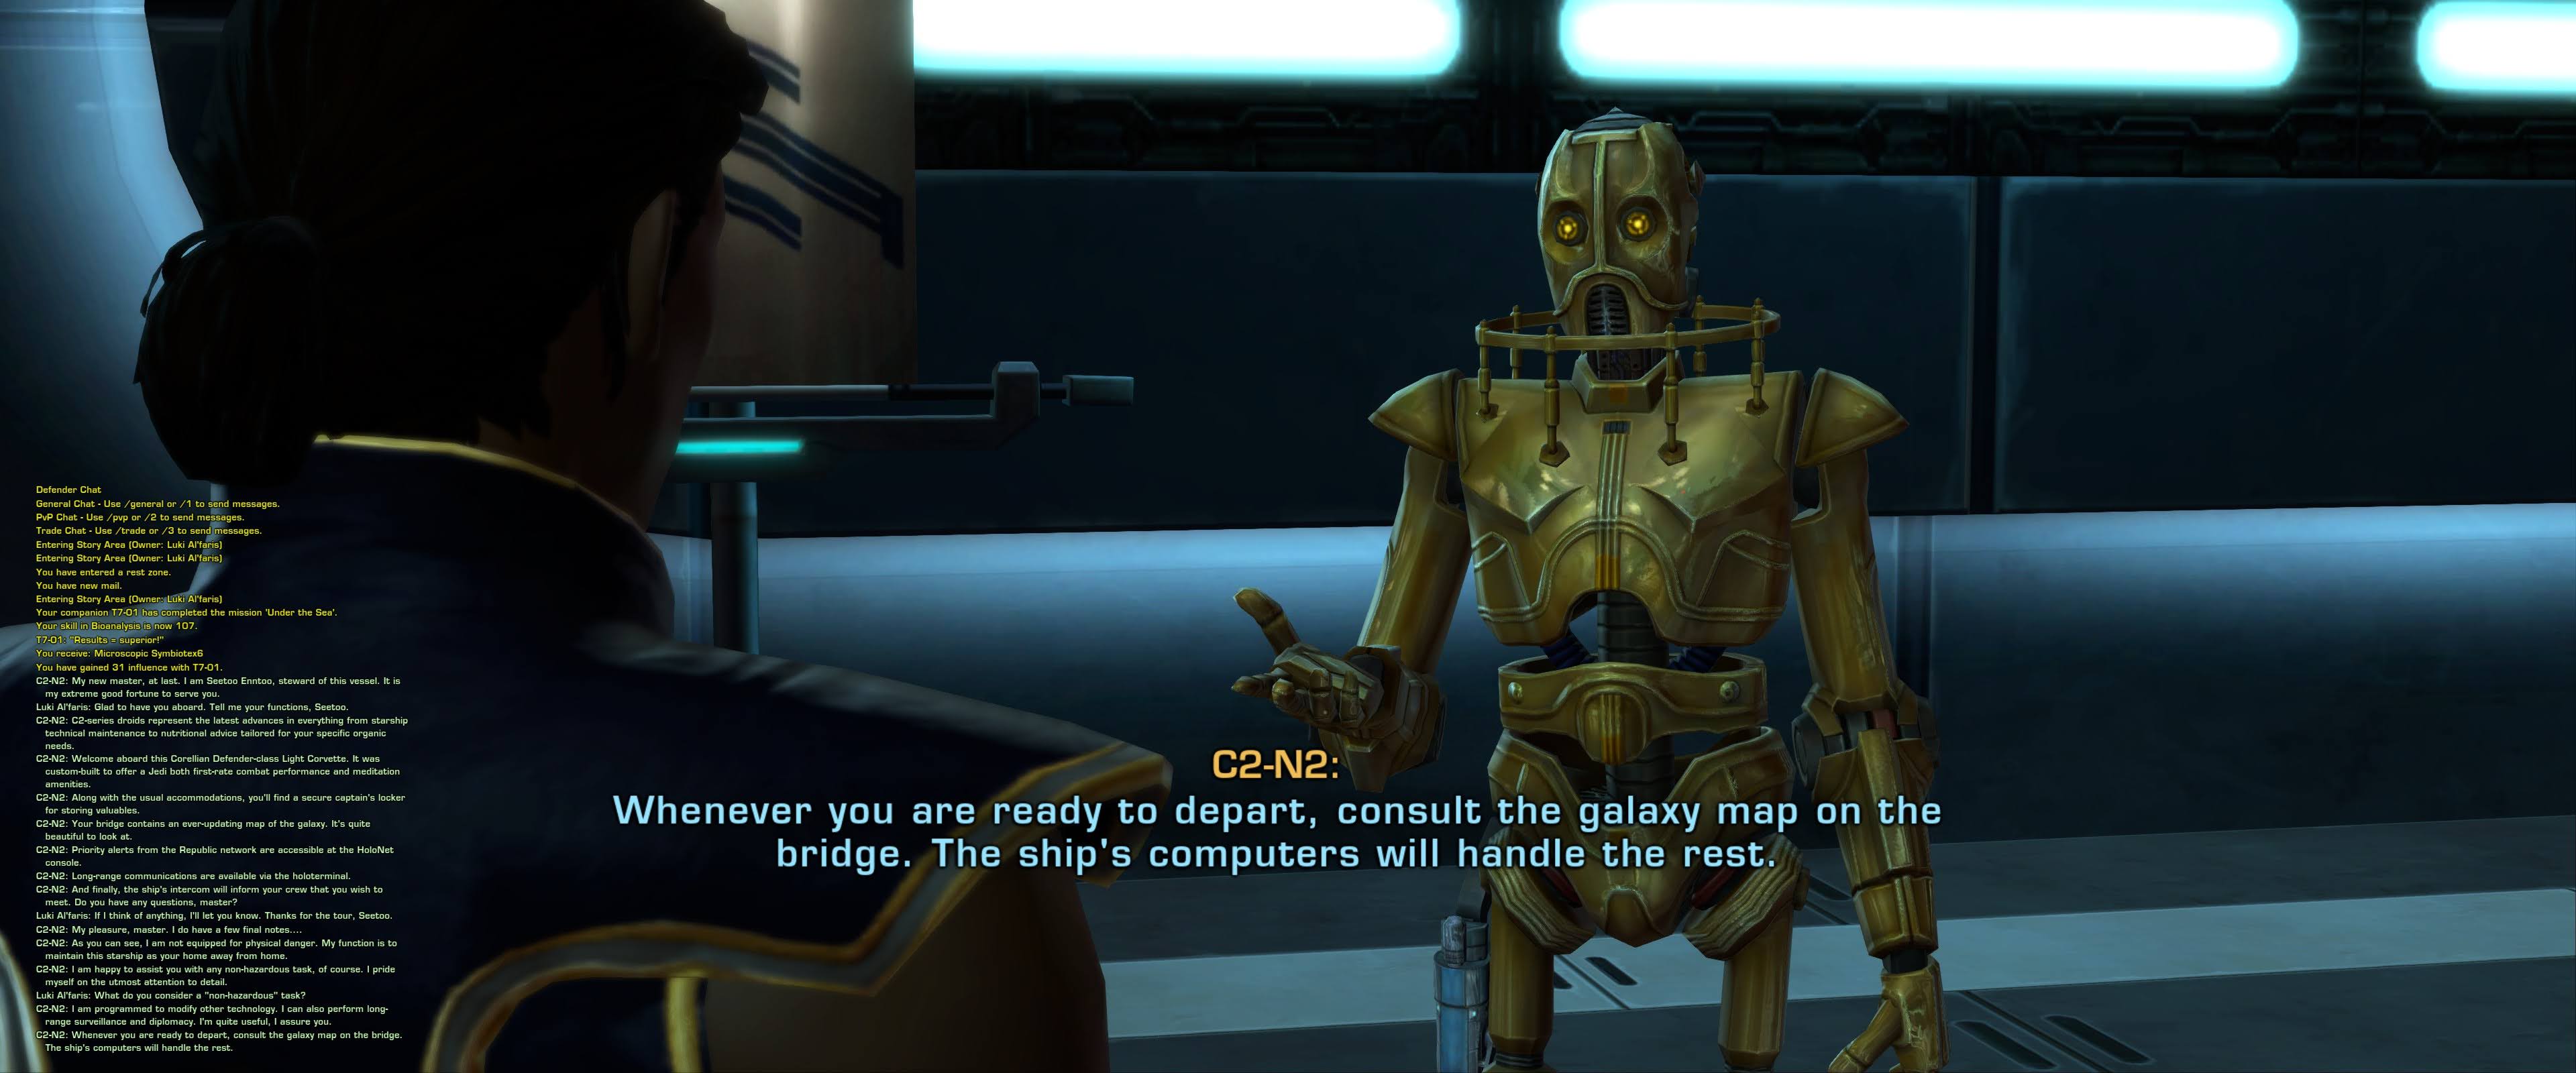 Defender Chat
General Chat - Use /general or /1 to send messages.
PvP Chat - Use /pvp or /2 to send messages.
Trade Chat - Use /trade or /3 to send messages.
Entering Story Area (Owner: Luki Al'faris)
Entering Story Area (Owner: Luki Al'faris)
You have entered a rest zone.
You have new mail.
Entering Story Area (Owner: Luki Al'faris)
Your companion T7-O1 has completed the mission 'Under the Sea'.
Your skill in Bioanalysis is now 107.
T7-O1: "Results = superior!"
You receive: Microscopic Symbiotex6
You have gained 31 influence with T7-O1.
C2-N2: My new master, at last. I am Seetoo Enntoo, steward of this vessel. It is
my extreme good fortune to serve you.
Luki Al'faris: Glad to have you aboard. Tell me your functions, Seetoo.
C2-N2: C2-series droids represent the latest advances in everything from starship
technical maintenance to nutritional advice tailored for your specific organic
needs.
C2-N2: Welcome aboard this Corellian Defender-class Light Corvette. It was
custom-built to offer a Jedi both first-rate combat performance and meditation
amenities.
C2-N2: Along with the usual accommodations, you'll find a secure captain's locker
for storing valuables.
C2-N2: Your bridge contains an ever-updating map of the galaxy. It's quite
beautiful to look at.
C2-N2: Priority alerts from the Republic network are accessible at the HoloNet
console.
C2-N2: Long-range communications are available via the holoterminal.
C2-N2: And finally, the ship's intercom will inform your crew that you wish to
meet. Do you have any questions, master?
Luki Al'faris: If I think of anything, I'll let you know. Thanks for the tour, Seetoo.
C2-N2: My pleasure, master. I do have a few final notes....
C2-N2: As you can see, I am not equipped for physical danger. My function is to
maintain this starship as your home away from home.
C2-N2: I am happy to assist you with any non-hazardous task, of course. I pride
myself on the utmost attention to detail.
Luki Al'faris: What do you consider a "non-hazardous" task?
C2-N2: I am programmed to modify other technology. I can also perform long-
range surveillance and diplomacy. I'm quite useful, I assure you.
C2-N2: Whenever you are ready to depart, consult the galaxy map on the bridge.
The ship's computers will handle the rest.
C2-N2:
Whenever you are ready to depart, consult the galaxy map on the
bridge. The ship's computers will handle the rest.